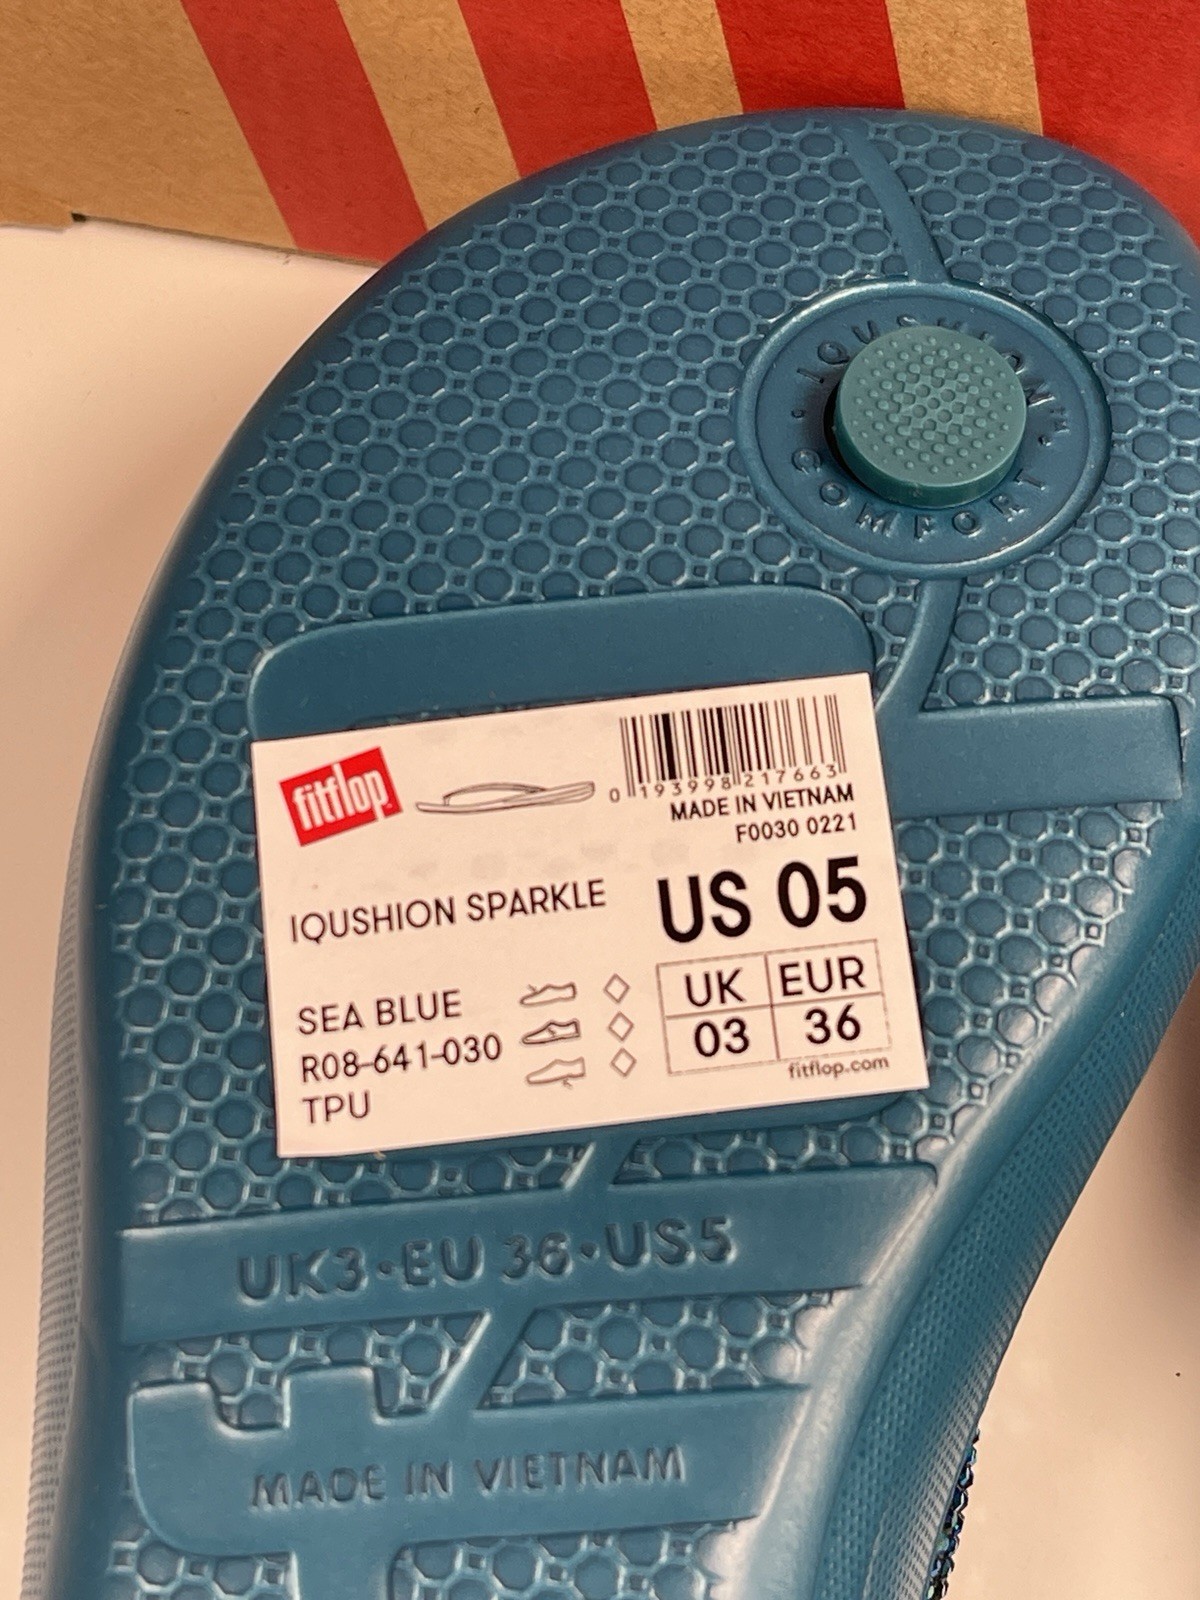 IQUSHION™
COMFORT
fitflop
0 193998 217663
MADE IN VIETNAM
F0030 0221
IQUSHION SPARKLE
US 05
SEA BLUE
R08-641-030
TPU
UK EUR
03 36
fitflop.com
UK3·EU 36·US5
MADE IN VIETNAM